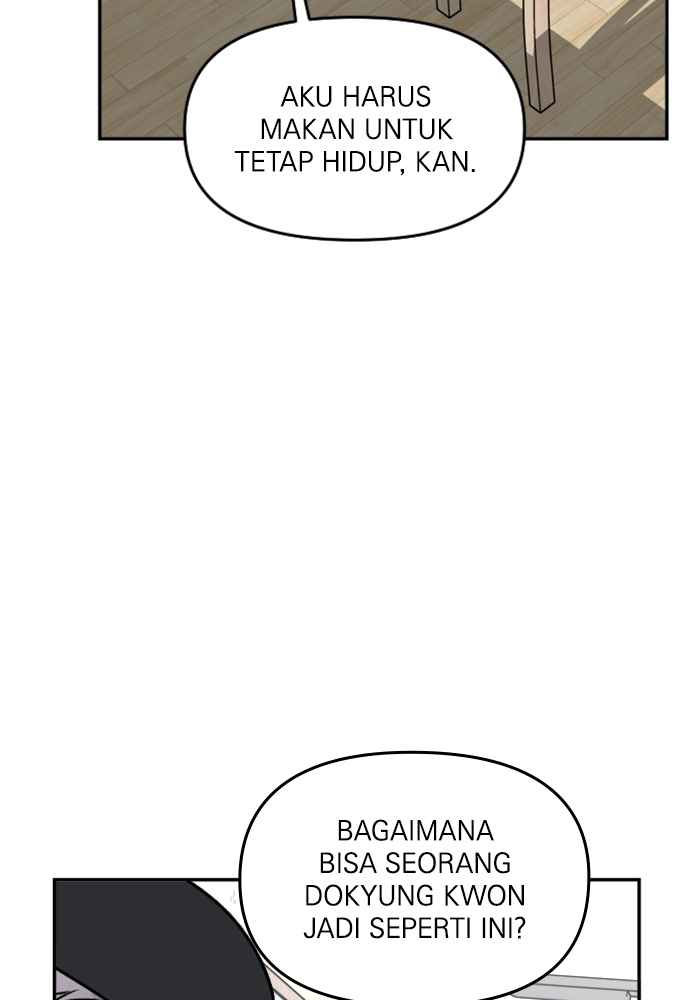 AKU HARUS
MAKAN UNTUK
TETAP HIDUP, KAN.
BAGAIMANA
BISA SEORANG
DOKYUNG KWON
JADI SEPERTI INI?